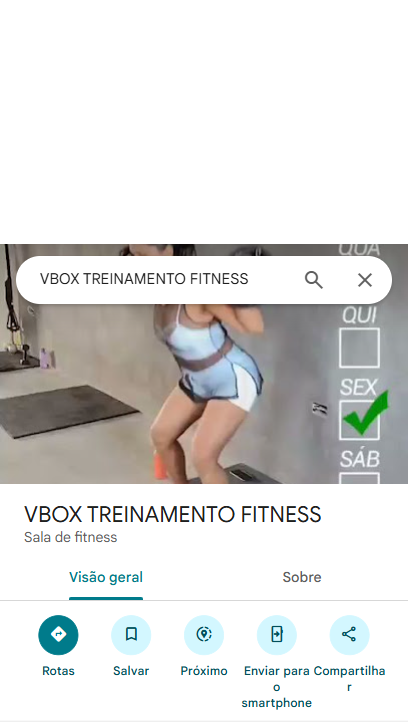 QUA
VBOX TREINAMENTO FITNESS
QUI
SEX
SÁB
VBOX TREINAMENTO FITNESS
Sala de fitness
Visão geral
Sobre
Rotas
Salvar
Próximo
Enviar para
o
smartphone
Compartilha
r